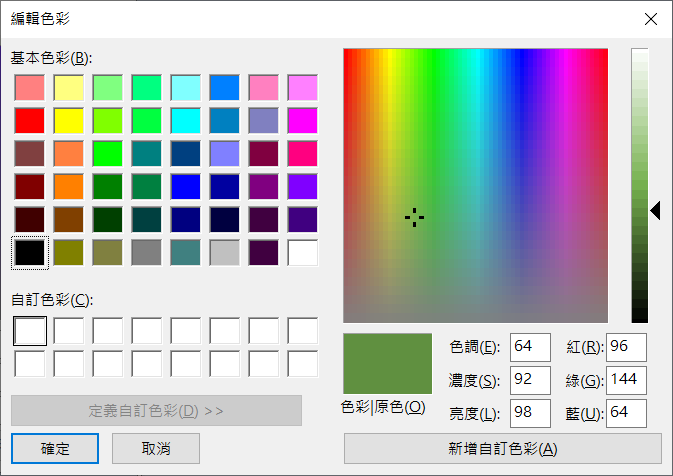 編輯色彩
基本色彩(B):
自訂色彩(C):
定義自訂色彩(D) >>
確定
取消
色彩|原色(O)
色調(E): 64
濃度(S): 92
亮度(L): 98
紅(R): 96
綠(G): 144
藍(U): 64
新增自訂色彩(A)